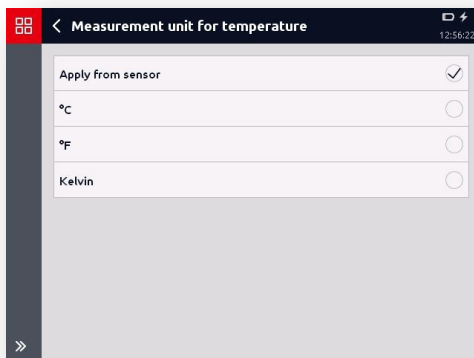 Measurement unit for temperature
12:56:22
Apply from sensor
°C
°F
Kelvin